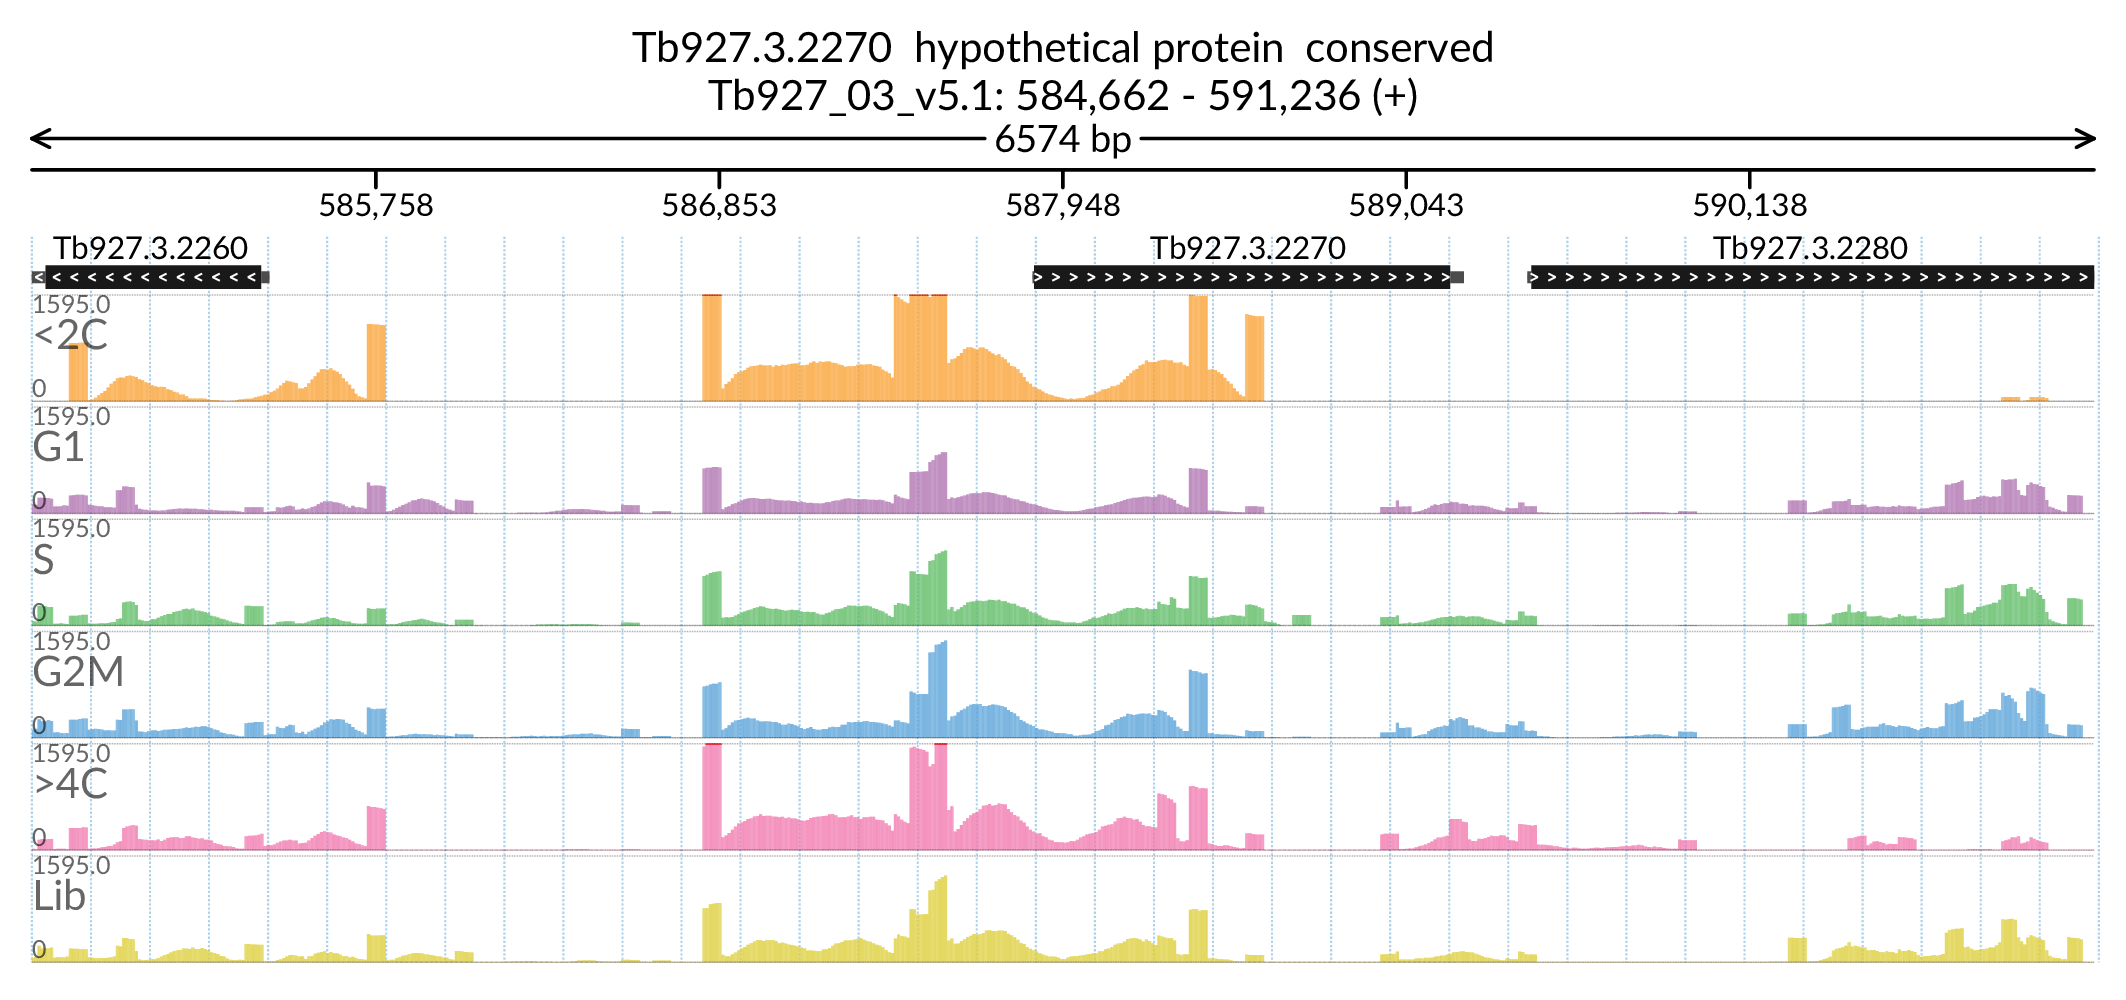 Tb927.3.2270  hypothetical protein  conserved
Tb927_03_v5.1: 584,662 - 591,236 (+)
6574 bp
585,758 586,853 587,948 589,043 590,138
Tb927.3.2260 Tb927.3.2270 Tb927.3.2280
1595.0
<2C
0
1595.0
G1
0
1595.0
S
0
1595.0
G2M
0
1595.0
>4C
0
1595.0
Lib
0